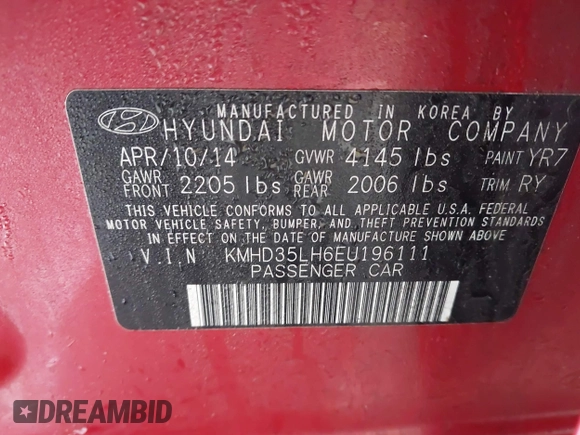 MANUFACTURED IN KOREA BY
HYUNDAI MOTOR COMPANY
APR/10/14 GVWR 4145 lbs PAINT YR7
GAWR FRONT 2205 lbs GAWR REAR 2006 lbs TRIM RY
THIS VEHICLE CONFORMS TO ALL APPLICABLE U.S.A. FEDERAL
MOTOR VEHICLE SAFETY, BUMPER, AND THEFT PREVENTION STANDARDS
IN EFFECT ON THE DATE OF MANUFACTURE SHOWN ABOVE
V.I.N KMHD35LH6EU196111
PASSENGER CAR
DREAMBID